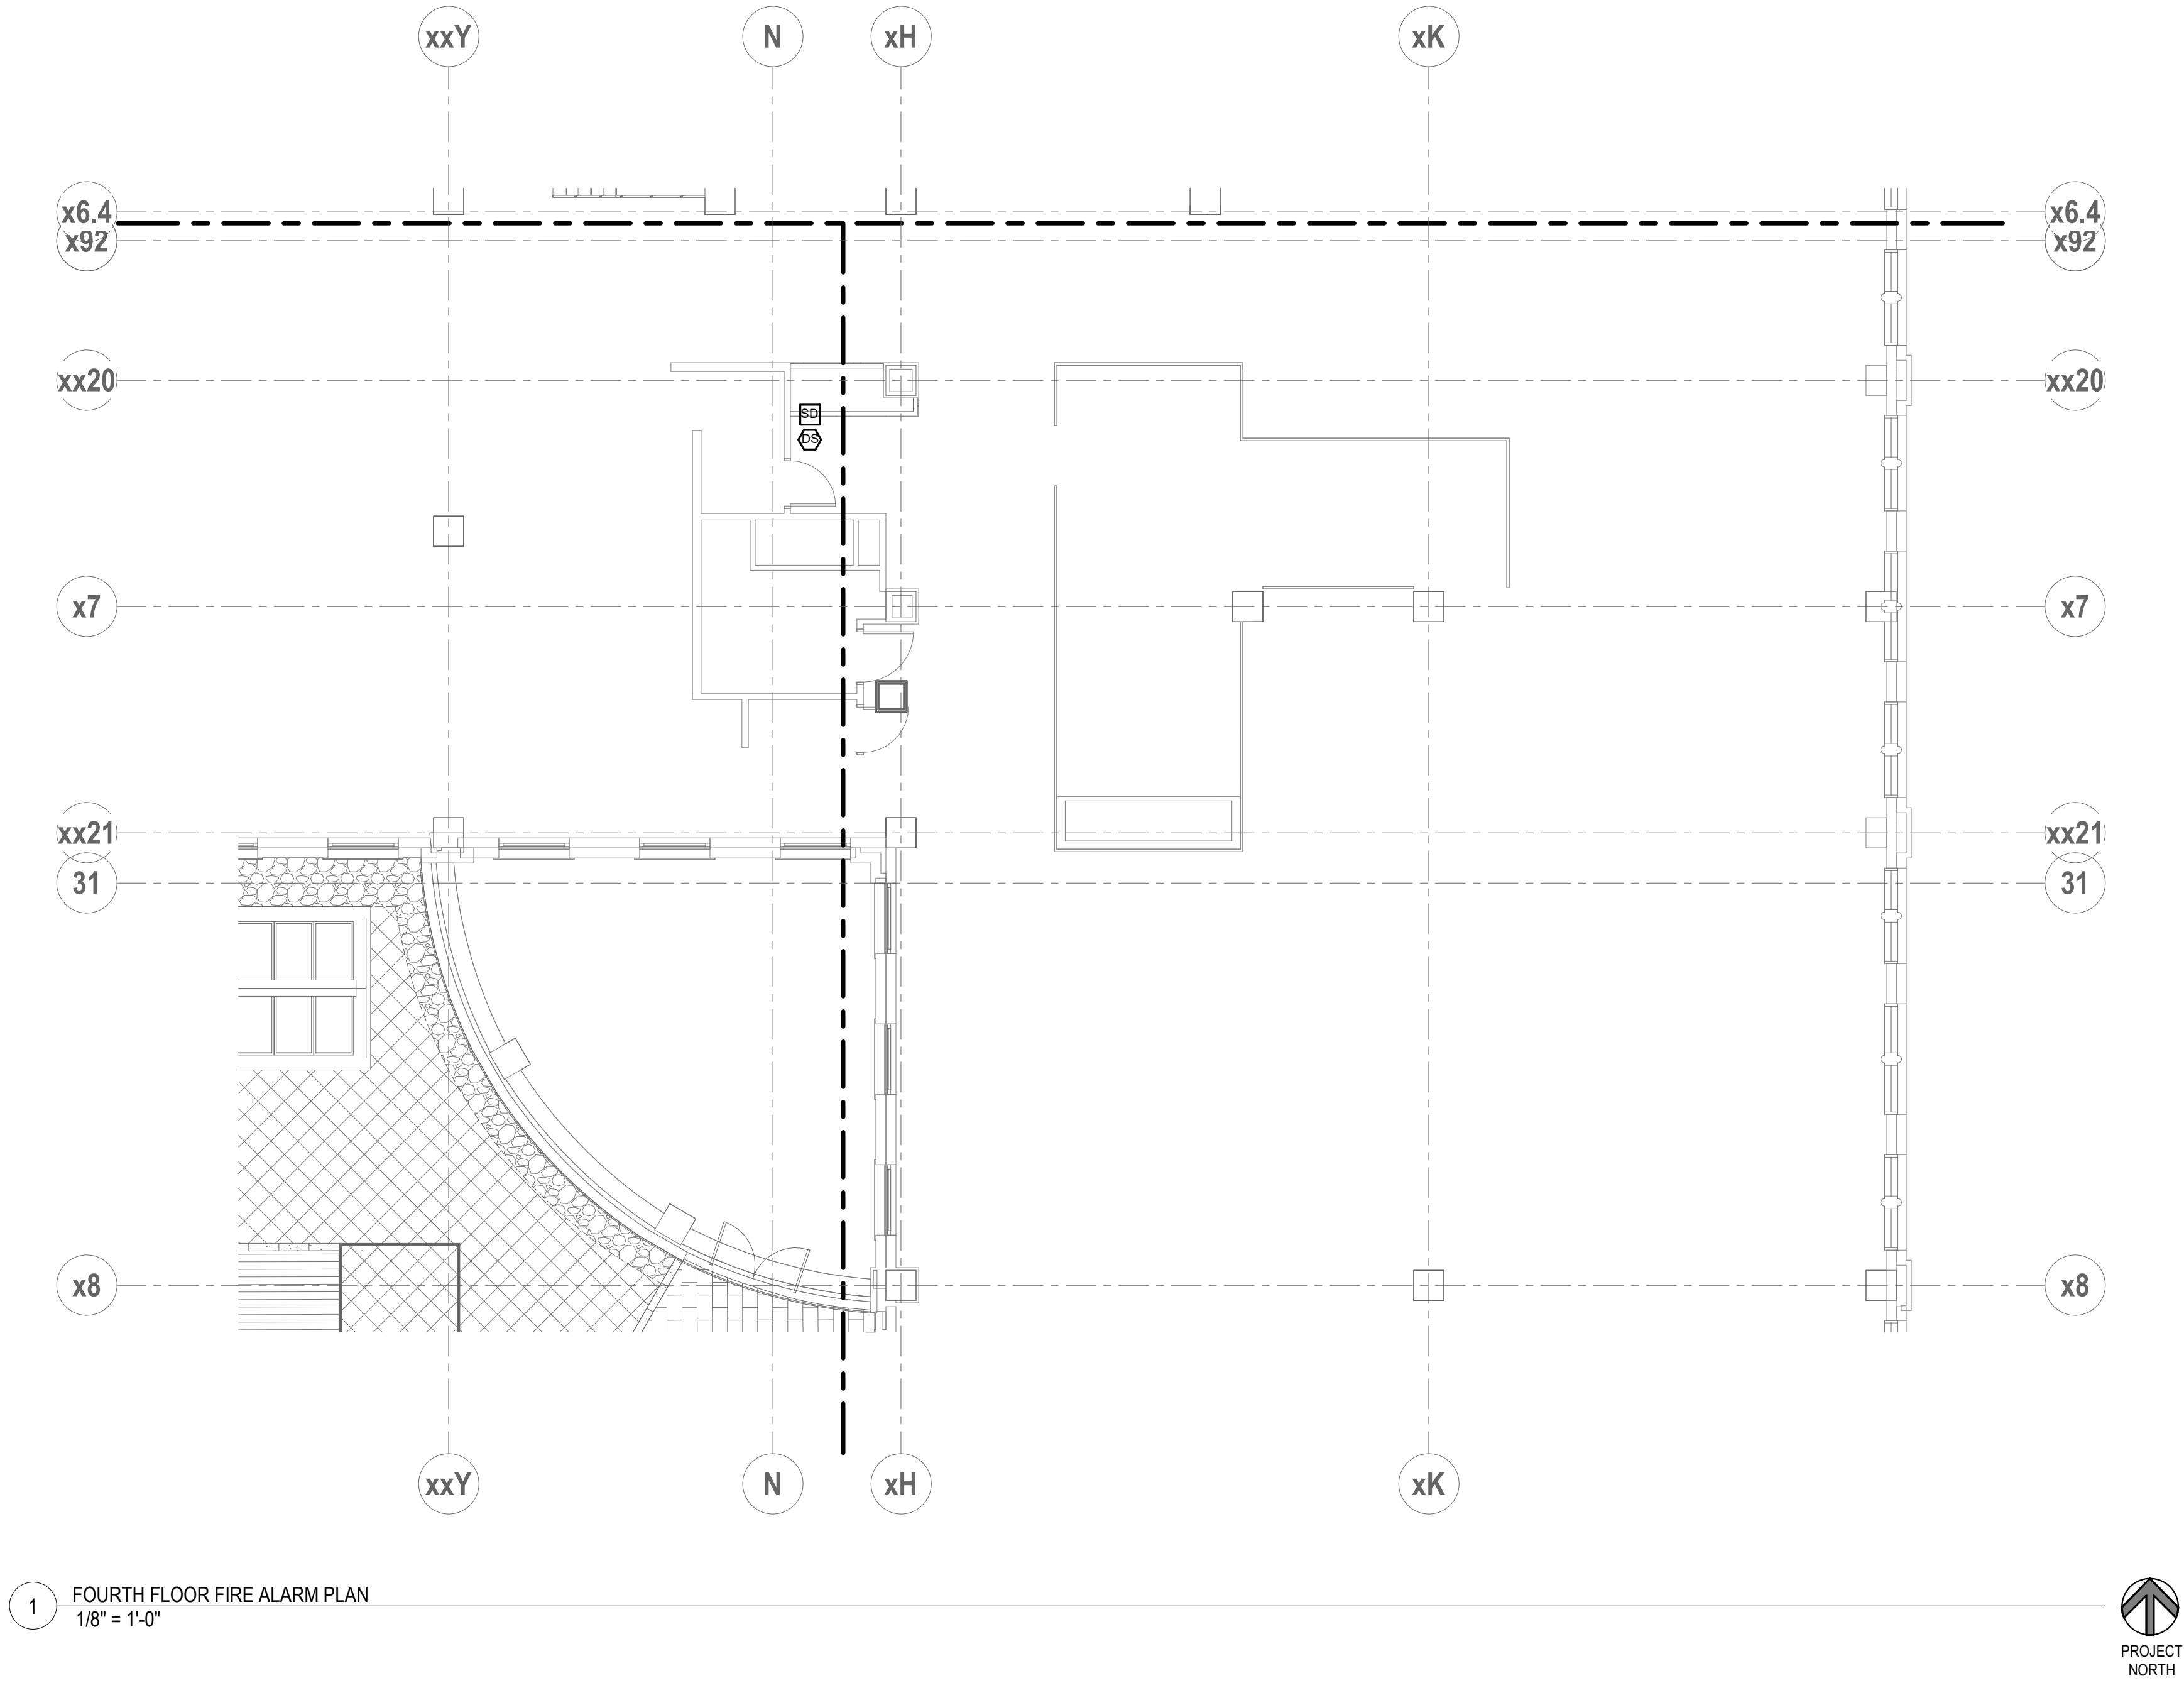 xxY N xH xK
x6.4 x6.4
x92 x92
xx20 xx20
SD
DS
x7 x7
xx21 xx21
31 31
x8 x8
xxY N xH xK
1 FOURTH FLOOR FIRE ALARM PLAN
1/8" = 1'-0"
PROJECT
NORTH